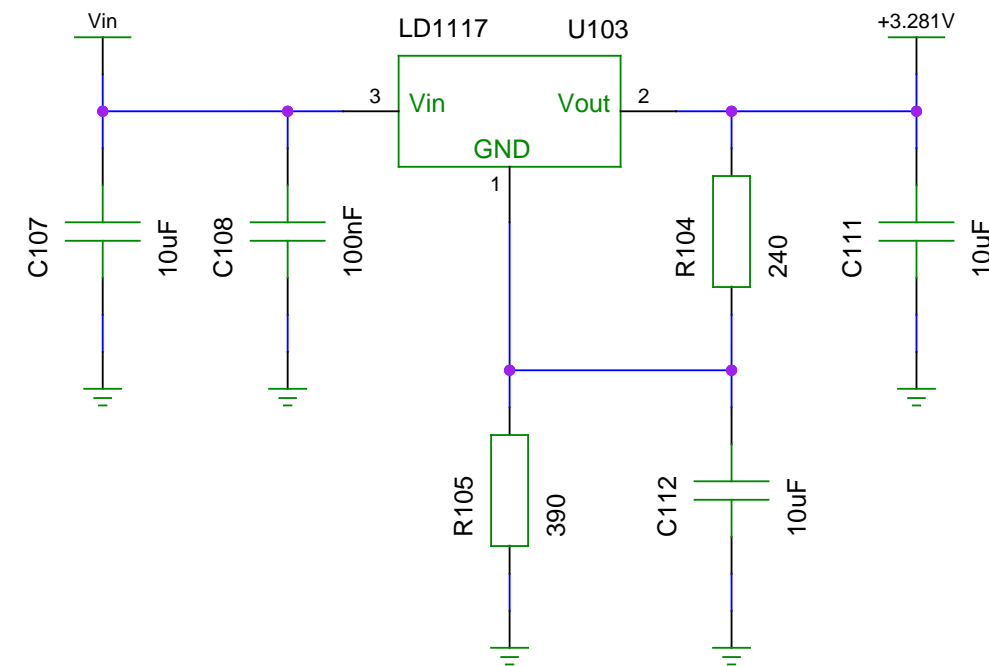 Vin
LD1117
U103
+3.281V
3
Vin
Vout
2
GND
1
C107
10uF
C108
100nF
R104
240
C111
10uF
R105
390
C112
10uF